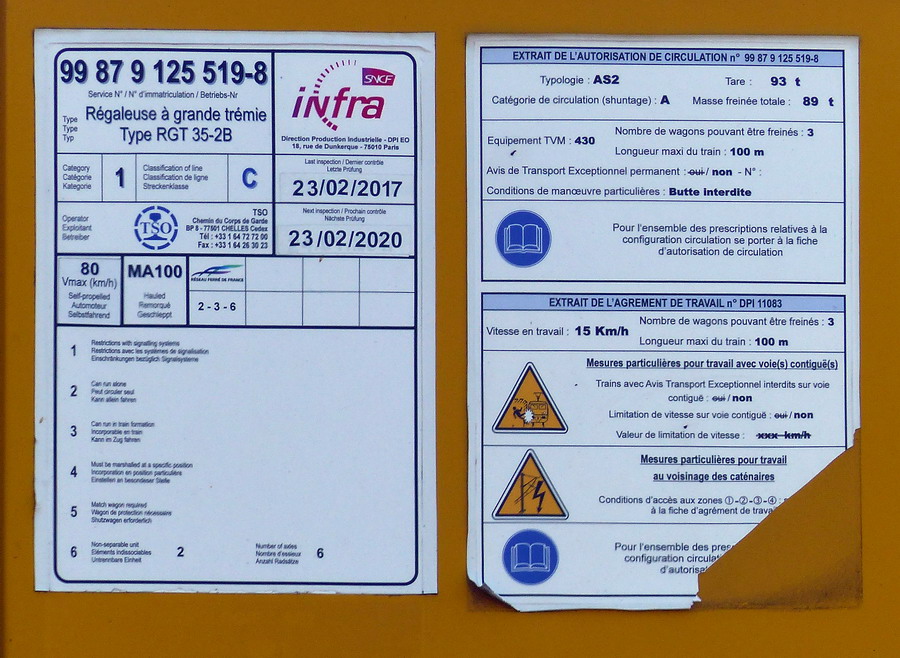 99 87 9 125 519-8
Service N° / N° d'immatriculation / Betriebs-Nr
Type
Type
Typ
Régaleuse à grande trémie
Type RGT 35-2B
SNCF
infra
Direction Production Industrielle - DPI EO
18, rue de Dunkerque - 75010 Paris
Category
Catégorie
Kategorie
1
Classification of line
Classification de ligne
Streckenklasse
C
Last inspection / Dernier contrôle
Letzte Prüfung
23/02/2017
Operator
Exploitant
Betreiber
TSO
TSO
Chemin du Corps de Garde
BP 8 - 77501 CHELLES Cedex
Tél : +33 1 64 72 72 00
Fax : +33 1 64 26 30 23
Next inspection / Prochain contrôle
Nächste Prüfung
23/02/2020
80
Vmax (km/h)
Self-propelled
Automoteur
Selbstfahrend
MA100
Hauled
Remorqué
Geschleppt
RÉSEAU FERRÉ DE FRANCE
2 - 3 - 6
1
Restrictions with signalling systems
Restrictions avec les systèmes de signalisation
Einschränkungen bezüglich Signalsysteme
2
Can run alone
Peut circuler seul
Kann allein fahren
3
Can run in train formation
Incorporable en train
Kann im Zug fahren
4
Must be marshalled at a specific position
Incorporation en position particulière
Einstellen an besonderer Stelle
5
Match wagon required
Wagon de protection nécessaire
Shutzwagen erforderlich
6
Non-separable unit
Eléments indissociables
Untrennbare Einheit
2
Number of axles
Nombre d'essieux
Anzahl Radsätze
6
EXTRAIT DE L'AUTORISATION DE CIRCULATION n° 99 87 9 125 519-8
Typologie : AS2
Tare : 93 t
Catégorie de circulation (shuntage) : A
Masse freinée totale : 89 t
Equipement TVM : 430
Nombre de wagons pouvant être freinés : 3
Longueur maxi du train : 100 m
Avis de Transport Exceptionnel permanent : oui / non - N° :
Conditions de manœuvre particulières : Butte interdite
Pour l'ensemble des prescriptions relatives à la
configuration circulation se porter à la fiche
d'autorisation de circulation
EXTRAIT DE L'AGREMENT DE TRAVAIL n° DPI 11083
Vitesse en travail : 15 Km/h
Nombre de wagons pouvant être freinés : 3
Longueur maxi du train : 100 m
Mesures particulières pour travail avec voie(s) contiguë(s)
Trains avec Avis Transport Exceptionnel interdits sur voie
contiguë : oui / non
Limitation de vitesse sur voie contiguë : oui / non
Valeur de limitation de vitesse : xxx km/h
Mesures particulières pour travail
au voisinage des caténaires
Conditions d'accès aux zones ①-②-③-④ :
à la fiche d'agrément de
Pour l'ensemble des
configuration